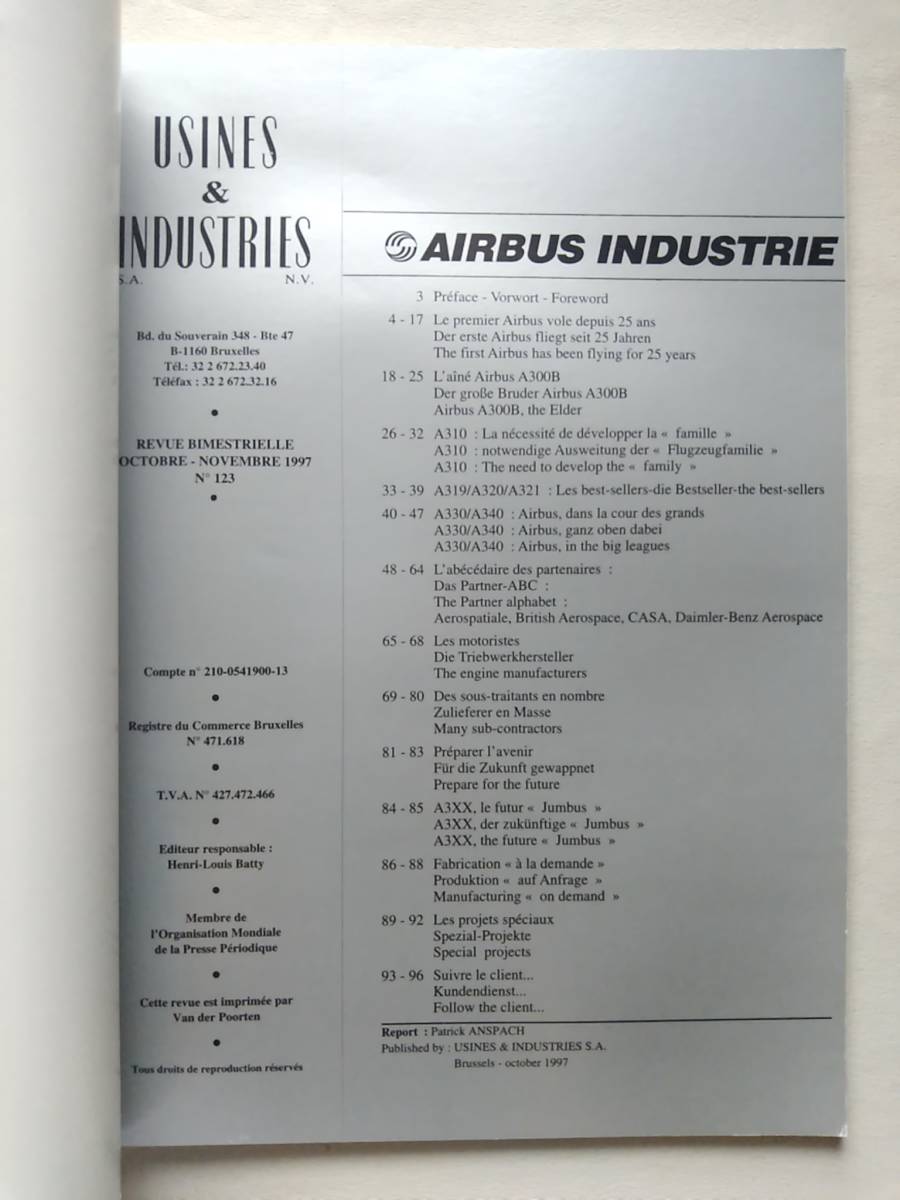 USINES
&
INDUSTRIES
S.A. N.V.
Bd. du Souverain 348 - Bte 47
B-1160 Bruxelles
Tél.: 32 2 672.23.40
Téléfax : 32 2 672.32.16
REVUE BIMESTRIELLE
OCTOBRE - NOVEMBRE 1997
N° 123
Compte n° 210-0541900-13
Registre du Commerce Bruxelles
N° 471.618
T.V.A. N° 427.472.466
Editeur responsable :
Henri-Louis Batty
Membre de
l'Organisation Mondiale
de la Presse Périodique
Cette revue est imprimée par
Van der Poorten
Tous droits de reproduction réservés
AIRBUS INDUSTRIE
3 Préface - Vorwort - Foreword
4 - 17 Le premier Airbus vole depuis 25 ans
Der erste Airbus fliegt seit 25 Jahren
The first Airbus has been flying for 25 years
18 - 25 L'aîné Airbus A300B
Der große Bruder Airbus A300B
Airbus A300B, the Elder
26 - 32 A310 : La nécessité de développer la « famille »
A310 : notwendige Ausweitung der « Flugzeugfamilie »
A310 : The need to develop the « family »
33 - 39 A319/A320/A321 : Les best-sellers-die Bestseller-the best-sellers
40 - 47 A330/A340 : Airbus, dans la cour des grands
A330/A340 : Airbus, ganz oben dabei
A330/A340 : Airbus, in the big leagues
48 - 64 L'abécédaire des partenaires :
Das Partner-ABC :
The Partner alphabet :
Aerospatiale, British Aerospace, CASA, Daimler-Benz Aerospace
65 - 68 Les motoristes
Die Triebwerkhersteller
The engine manufacturers
69 - 80 Des sous-traitants en nombre
Zulieferer en Masse
Many sub-contractors
81 - 83 Préparer l'avenir
Für die Zukunft gewappnet
Prepare for the future
84 - 85 A3XX, le futur « Jumbus »
A3XX, der zukünftige « Jumbus »
A3XX, the future « Jumbus »
86 - 88 Fabrication « à la demande »
Produktion « auf Anfrage »
Manufacturing « on demand »
89 - 92 Les projets spéciaux
Spezial-Projekte
Special projects
93 - 96 Suivre le client...
Kundendienst...
Follow the client...
Report : Patrick ANSPACH
Published by : USINES & INDUSTRIES S.A.
Brussels - october 1997